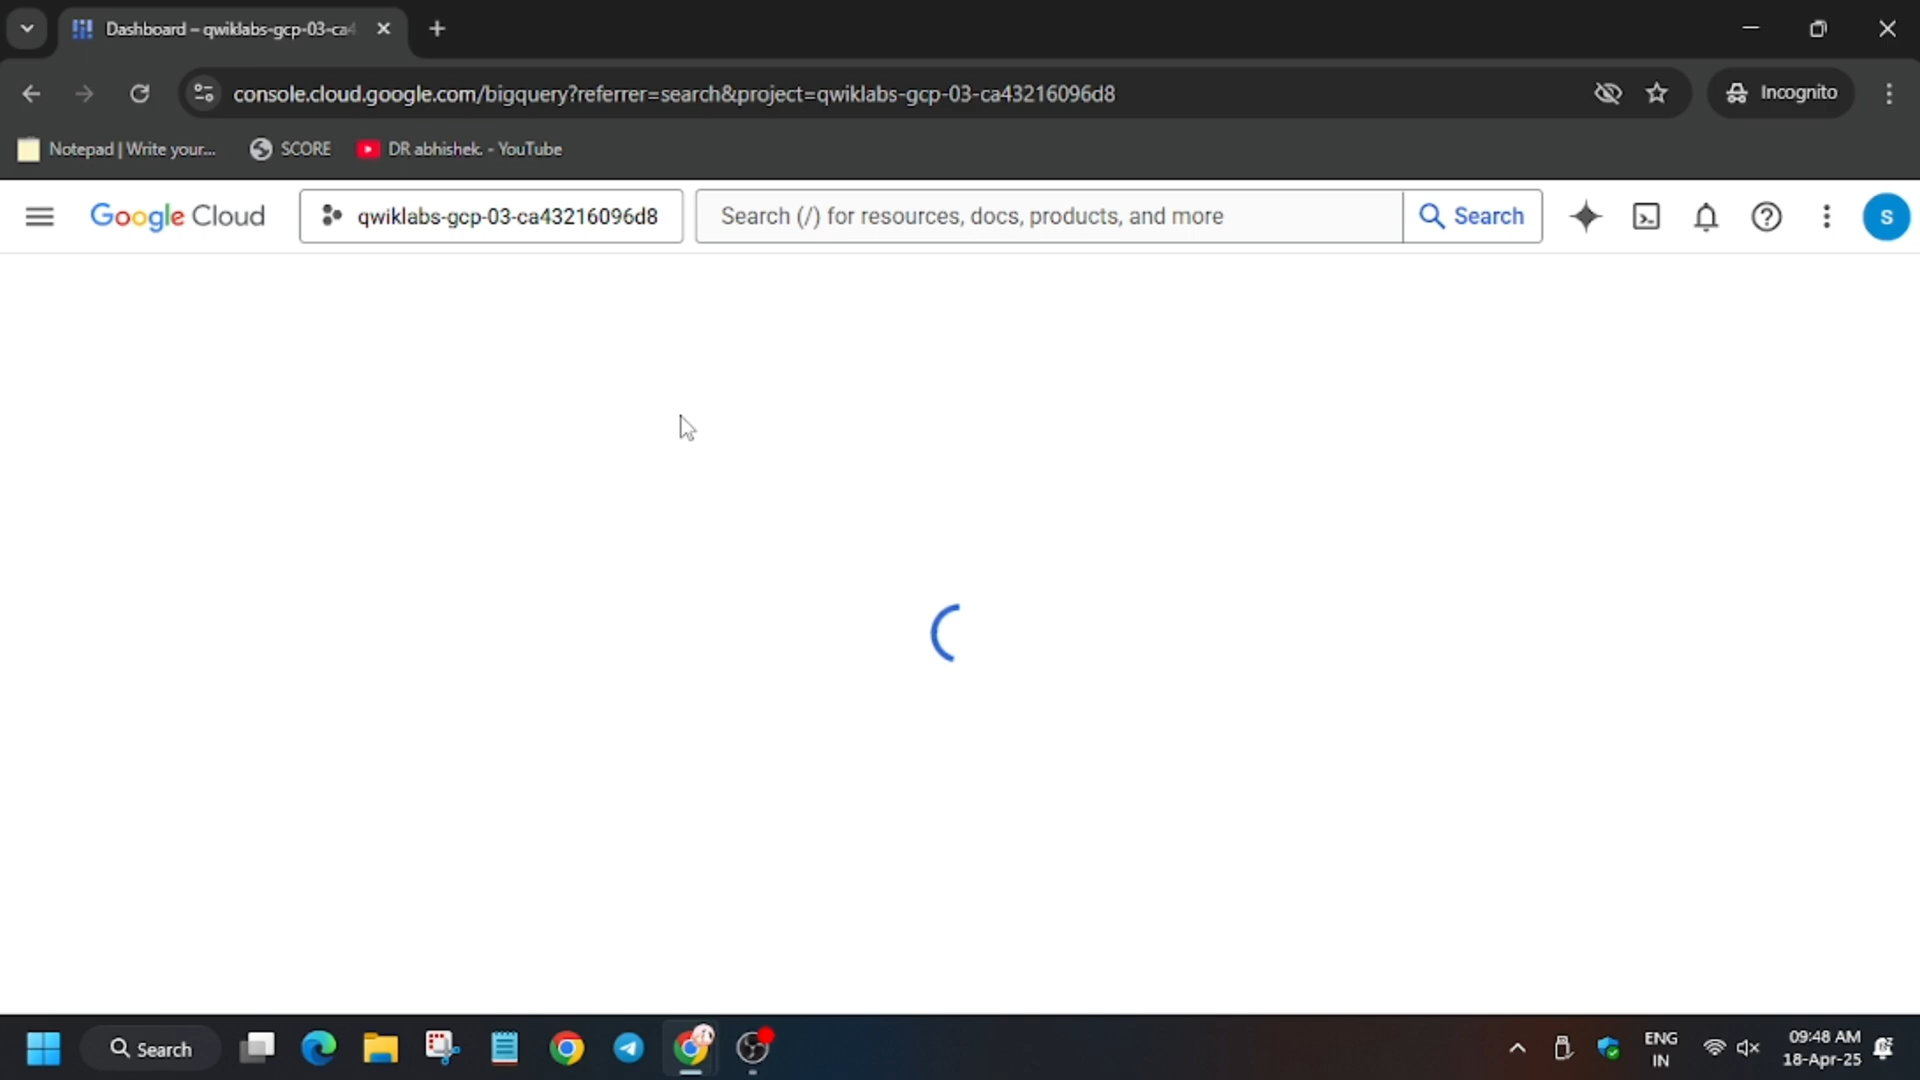 Dashboard – qwiklabs-gcp-03-ca4
console.cloud.google.com/bigquery?referrer=search&project=qwiklabs-gcp-03-ca43216096d8
Incognito
Notepad | Write your...
SCORE
DR abhishek. - YouTube
Google Cloud
qwiklabs-gcp-03-ca43216096d8
Search (/) for resources, docs, products, and more
Search
S
Search
ENG
IN
09:48 AM
18-Apr-25